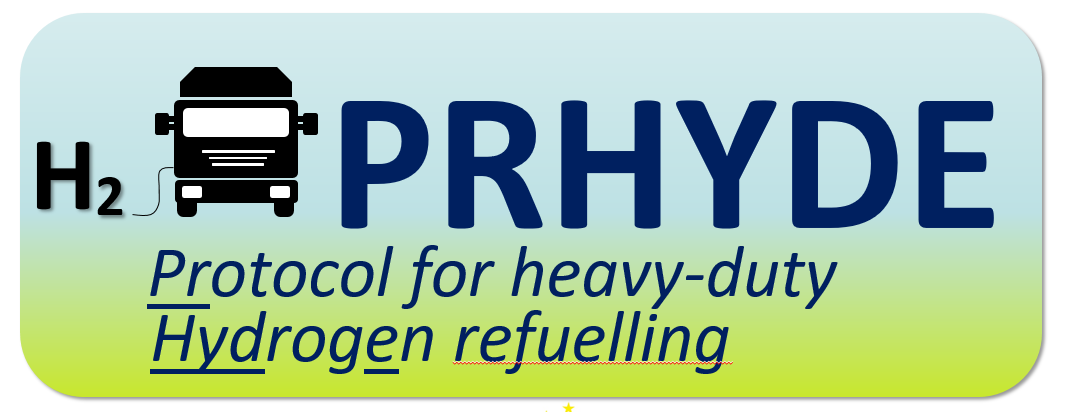 H2
PRHYDE
Protocol for heavy-duty
Hydrogen refuelling